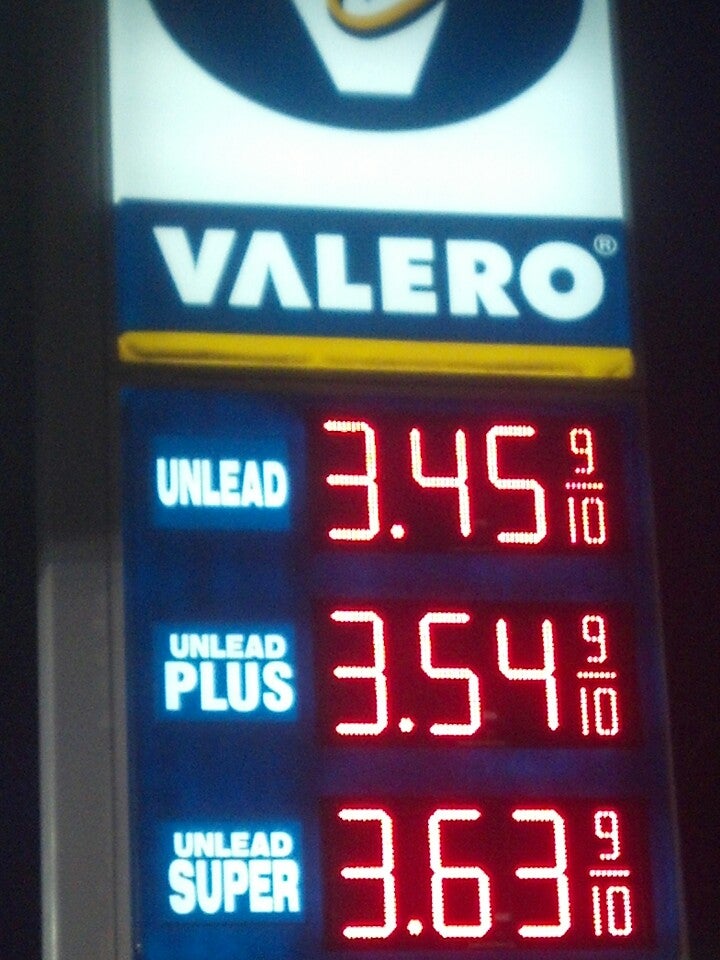 VALERO®
UNLEAD 3.45 9/10
UNLEAD
PLUS 3.54 9/10
UNLEAD
SUPER 3.63 9/10